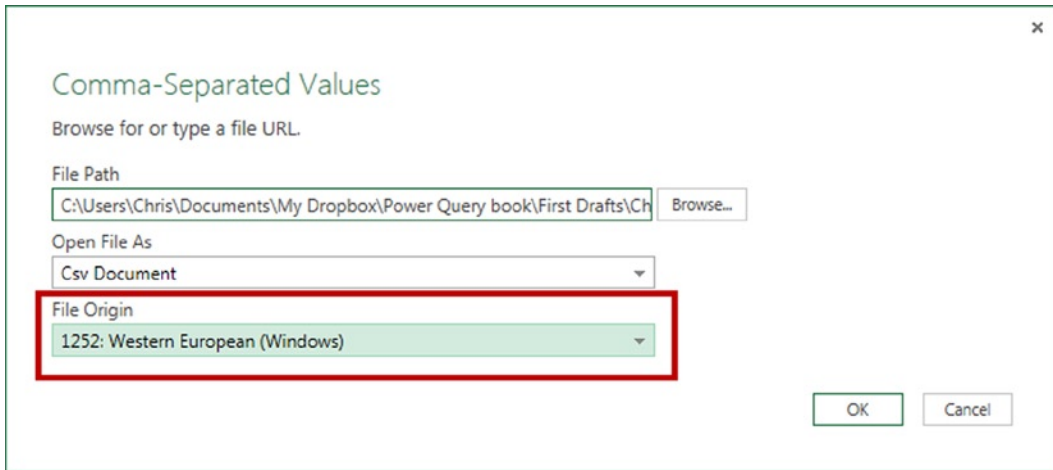 Comma-Separated Values
Browse for or type a file URL.
File Path
C:\Users\Chris\Documents\My Dropbox\Power Query book\First Drafts\Ch
Browse...
Open File As
Csv Document
File Origin
1252: Western European (Windows)
OK
Cancel